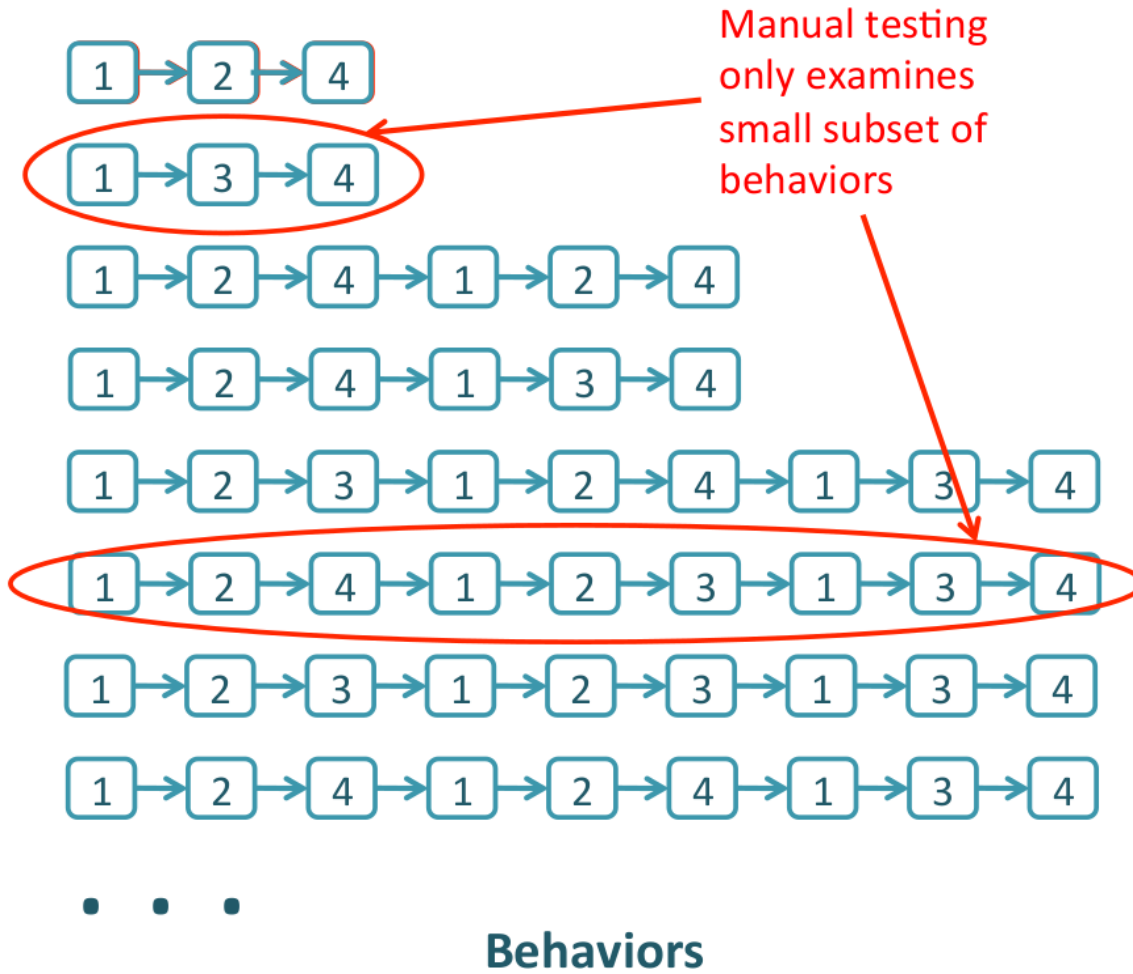 Manual testing
only examines
small subset of
behaviors
1 2 4
1 3 4
1 2 4 1 2 4
1 2 4 1 3 4
1 2 3 1 2 4 1 3 4
1 2 4 1 2 3 1 3 4
1 2 3 1 2 3 1 3 4
1 2 4 1 2 4 1 3 4
. . .
Behaviors